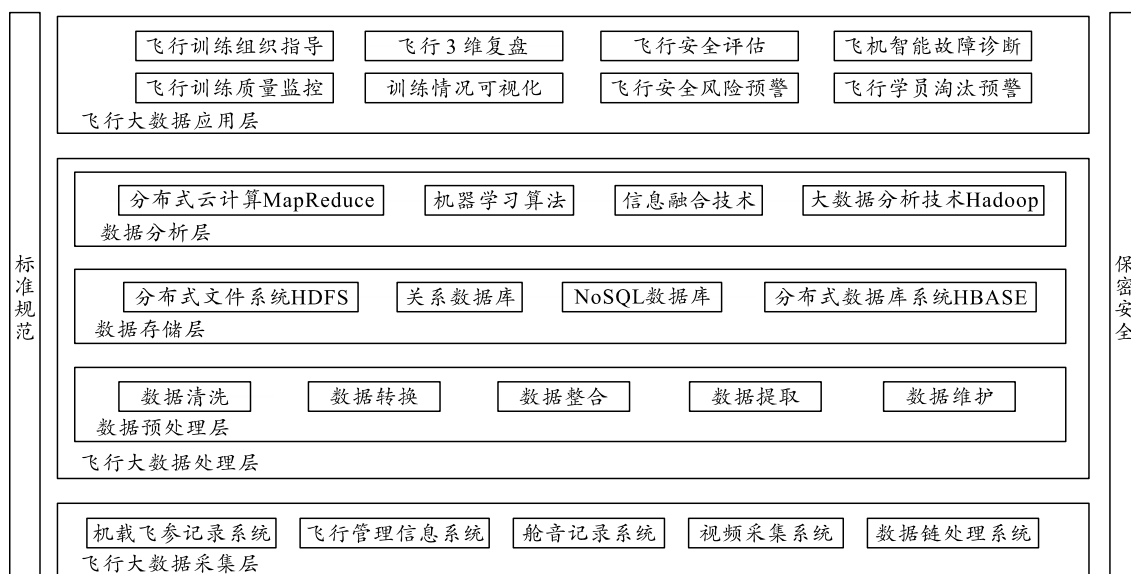 飞行训练组织指导 飞行3维复盘 飞行安全评估 飞机智能故障诊断
飞行训练质量监控 训练情况可视化 飞行安全风险预警 飞行学员淘汰预警
飞行大数据应用层
分布式云计算MapReduce 机器学习算法 信息融合技术 大数据分析技术Hadoop
数据分析层
标准规范
保密安全
分布式文件系统HDFS 关系数据库 NoSQL数据库 分布式数据库系统HBASE
数据存储层
数据清洗 数据转换 数据整合 数据提取 数据维护
数据预处理层
飞行大数据处理层
机载飞参记录系统 飞行管理信息系统 舱音记录系统 视频采集系统 数据链处理系统
飞行大数据采集层